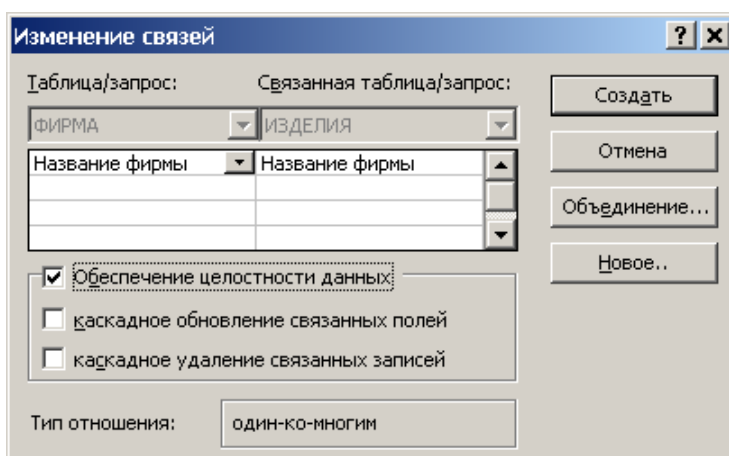 Изменение связей
Таблица/запрос: Связанная таблица/запрос:
ФИРМА ИЗДЕЛИЯ
Название фирмы Название фирмы
Обеспечение целостности данных
каскадное обновление связанных полей
каскадное удаление связанных записей
Тип отношения: один-ко-многим
Создать
Отмена
Объединение...
Новое..